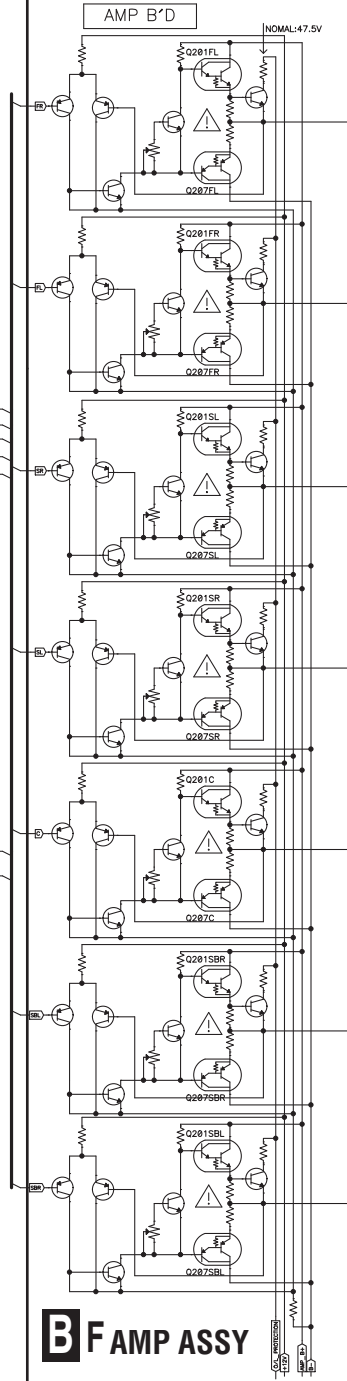 AMP B'D
NOMAL:47.5V
Q201FL
FR
Q207FL
Q201FR
FL
Q207FR
Q201SL
SR
Q207SL
Q201SR
SL
Q207SR
Q201C
C
Q207C
Q201SBR
SBL
Q207SBR
Q201SBL
SBR
Q207SBL
B F AMP ASSY
O/L PROTECTION
+12V
AMP_B+
B-